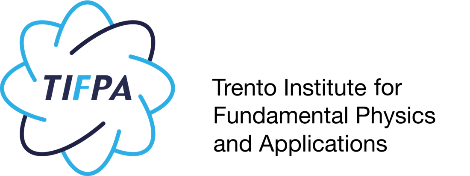 TIFPA
Trento Institute for
Fundamental Physics
and Applications